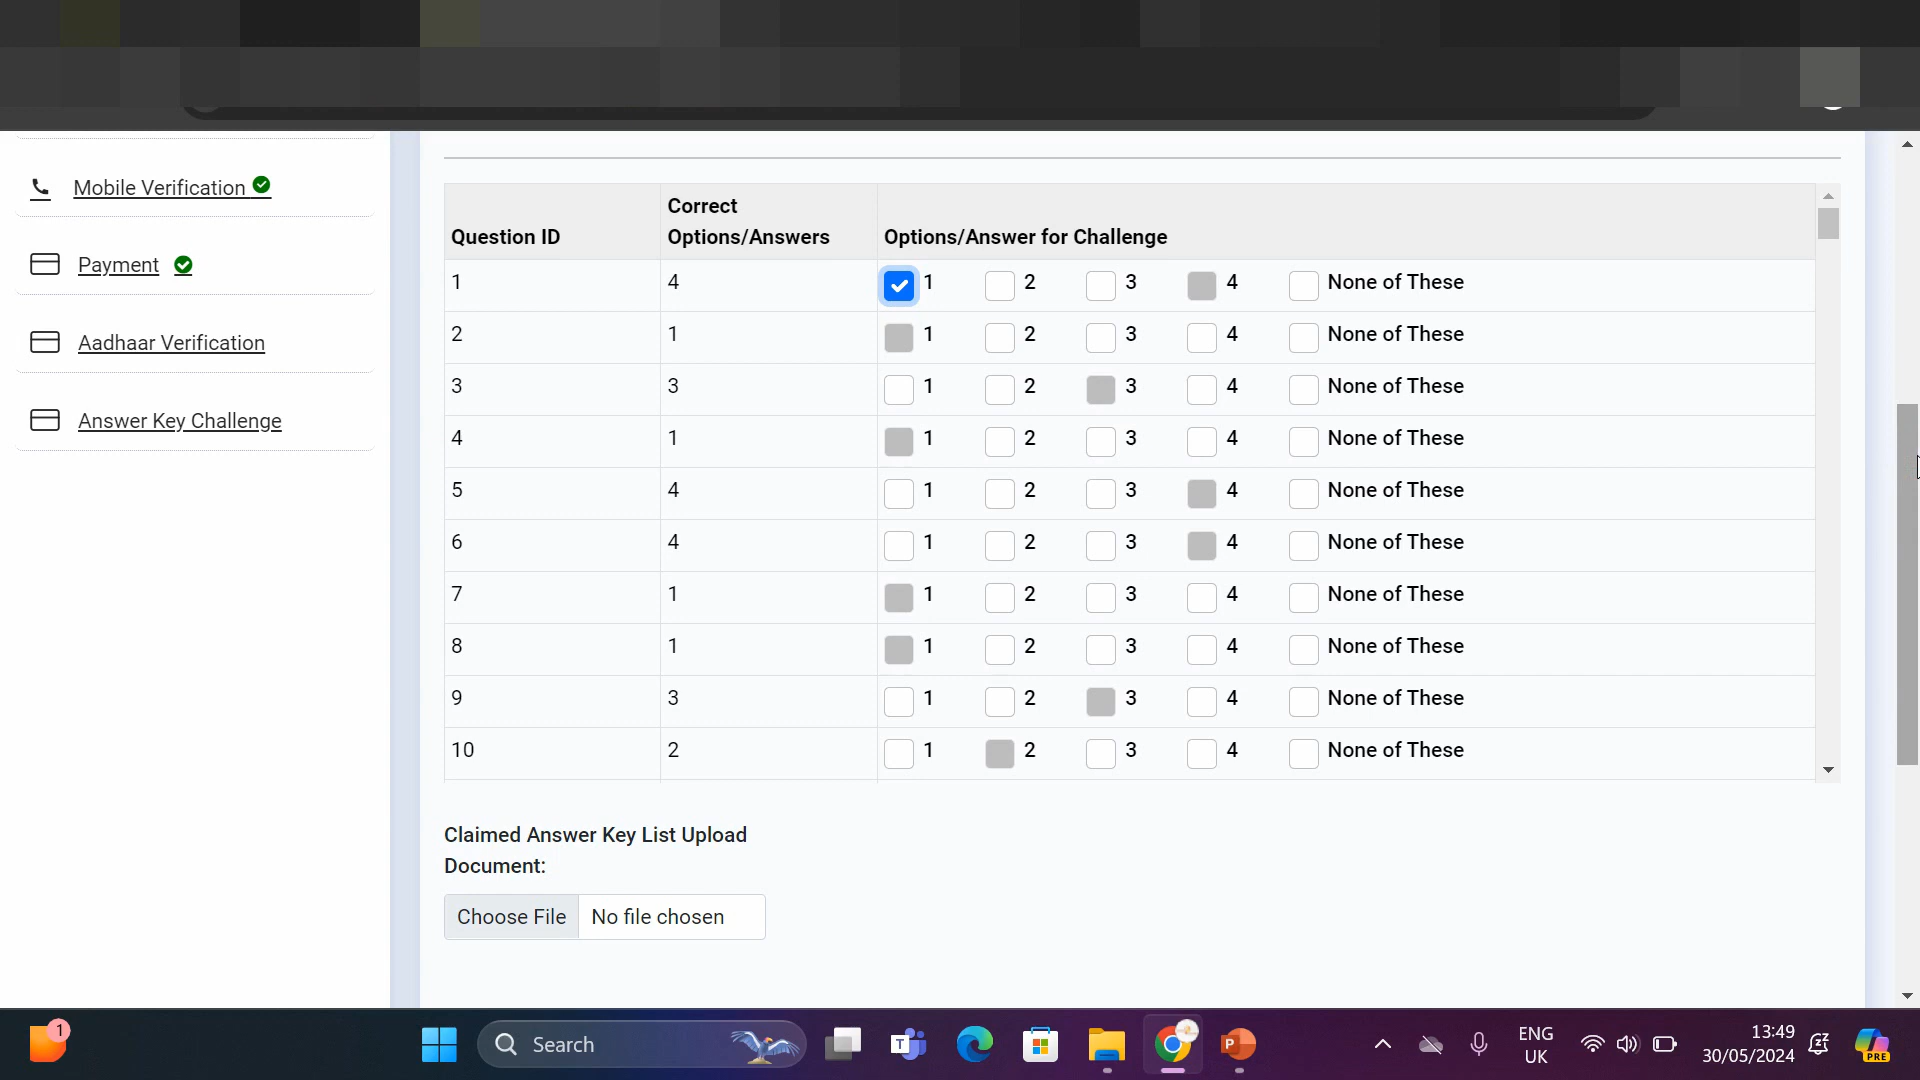 Mobile Verification
Payment
Aadhaar Verification
Answer Key Challenge
Question ID
Correct
Options/Answers
Options/Answer for Challenge
1 4 1 2 3 4 None of These
2 1 1 2 3 4 None of These
3 3 1 2 3 4 None of These
4 1 1 2 3 4 None of These
5 4 1 2 3 4 None of These
6 4 1 2 3 4 None of These
7 1 1 2 3 4 None of These
8 1 1 2 3 4 None of These
9 3 1 2 3 4 None of These
10 2 1 2 3 4 None of These
Claimed Answer Key List Upload
Document:
Choose File No file chosen
1
Search
T
P
ENG
UK
13:49
30/05/2024
PRE